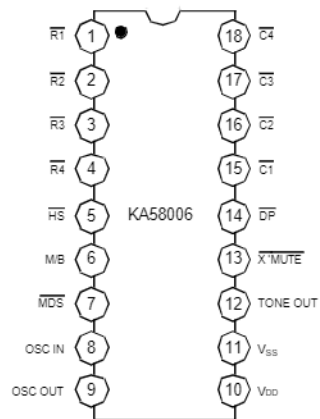 R1 1 18 C4
R2 2 17 C3
R3 3 16 C2
R4 4 15 C1
HS 5 KA58006 14 DP
M/B 6 13 X'MUTE
MDS 7 12 TONE OUT
OSC IN 8 11 VSS
OSC OUT 9 10 VDD